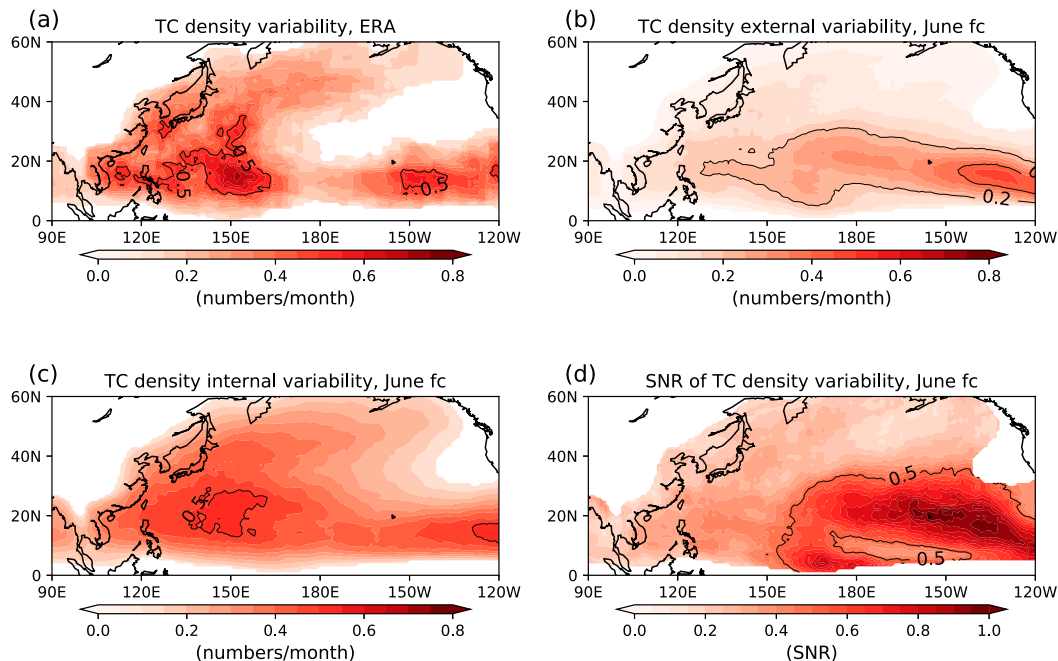 (a)
TC density variability, ERA
60N
40N
20N
0
0.5
0.5
0.5
90E 120E 150E 180E 150W 120W
0.0 0.2 0.4 0.6 0.8
(numbers/month)
(b)
TC density external variability, June fc
60N
40N
20N
0
0.2
90E 120E 150E 180E 150W 120W
0.0 0.2 0.4 0.6 0.8
(numbers/month)
(c)
TC density internal variability, June fc
60N
40N
20N
0
0.5
90E 120E 150E 180E 150W 120W
0.0 0.2 0.4 0.6 0.8
(numbers/month)
(d)
SNR of TC density variability, June fc
60N
40N
20N
0
0.5
0.5
90E 120E 150E 180E 150W 120W
0.0 0.2 0.4 0.6 0.8 1.0
(SNR)